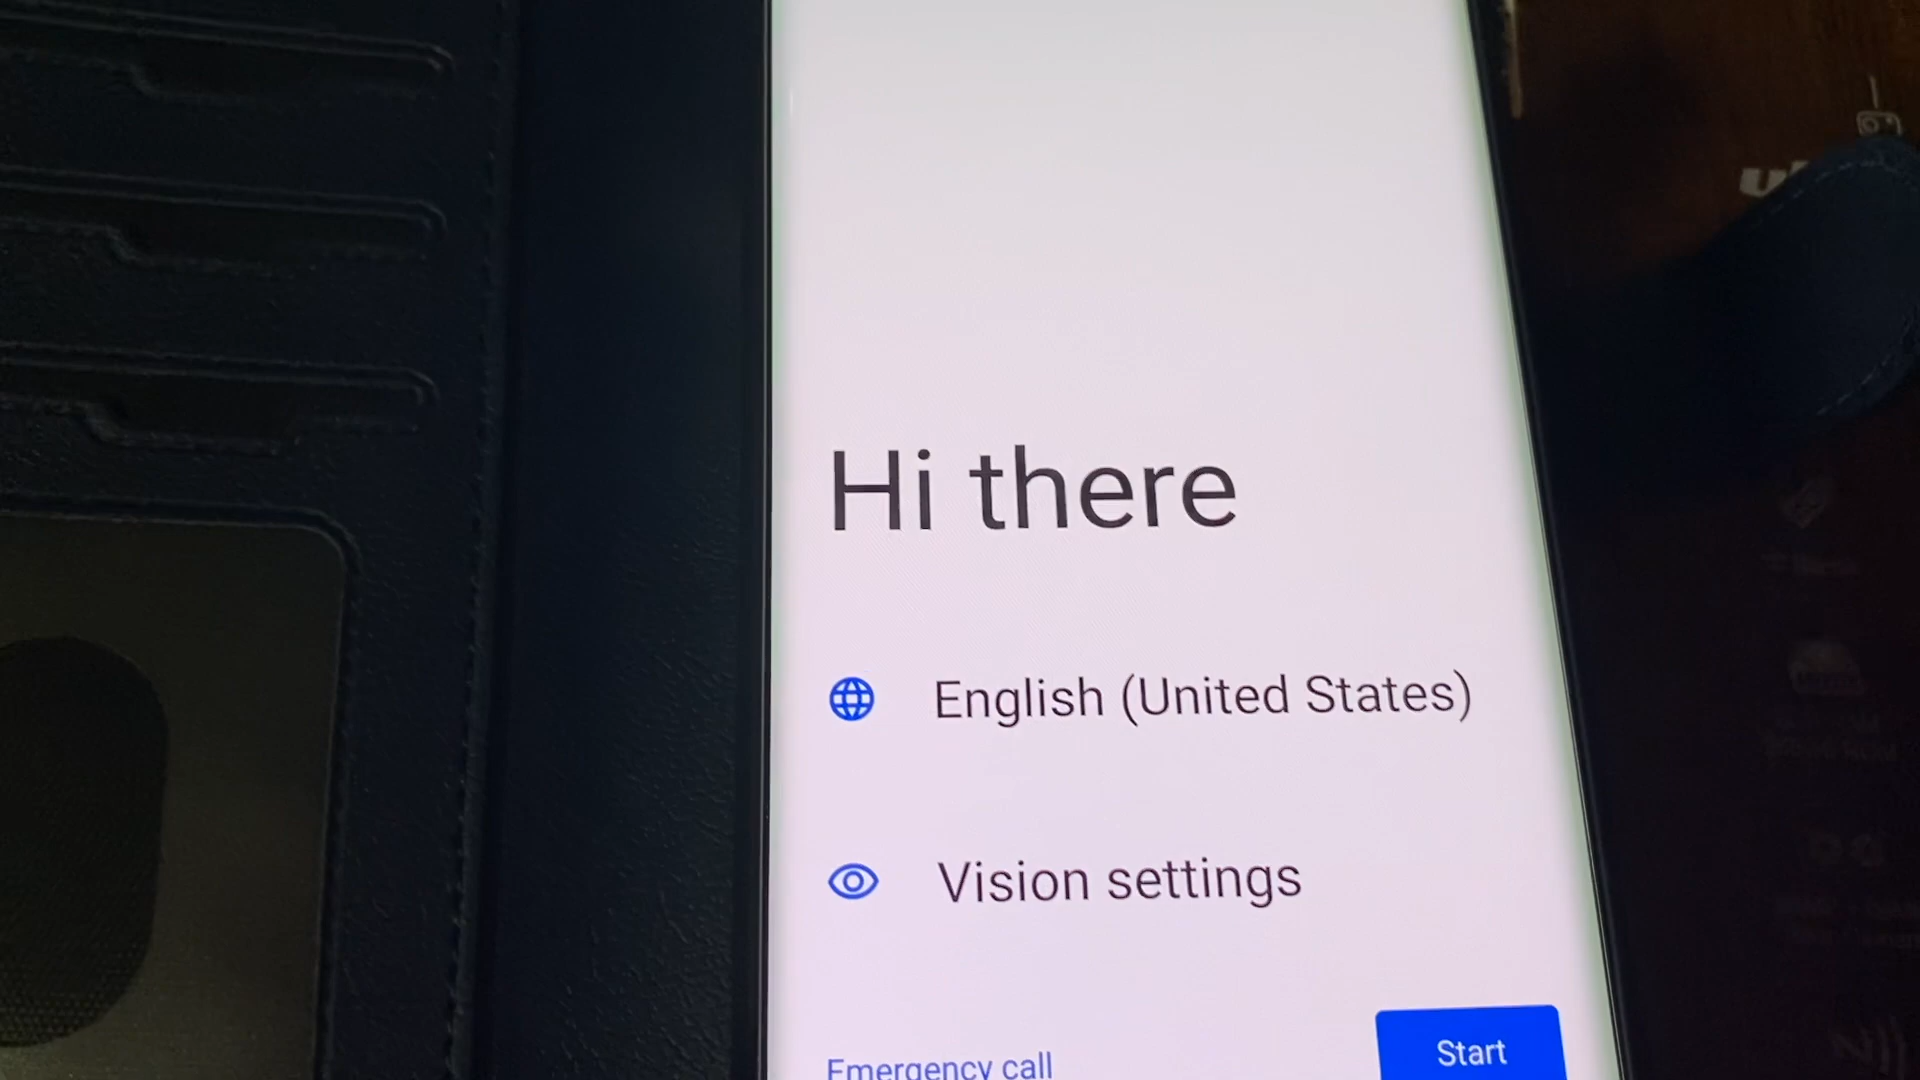 Hi there
English (United States)
Vision settings
Emergency call
Start